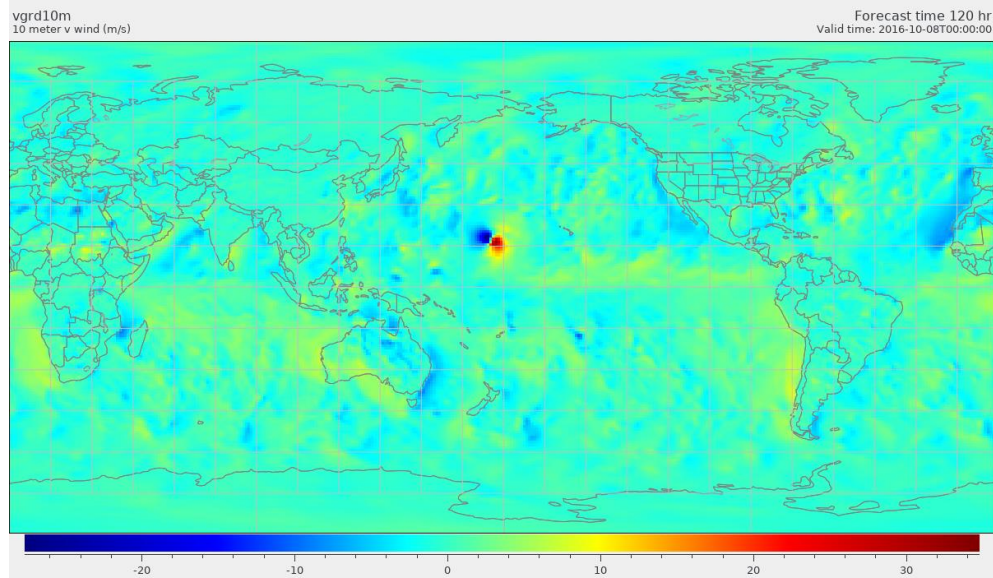 vgrd10m
Forecast time 120 hr
10 meter v wind (m/s)
Valid time: 2016-10-08T00:00:00
-20 -10 0 10 20 30